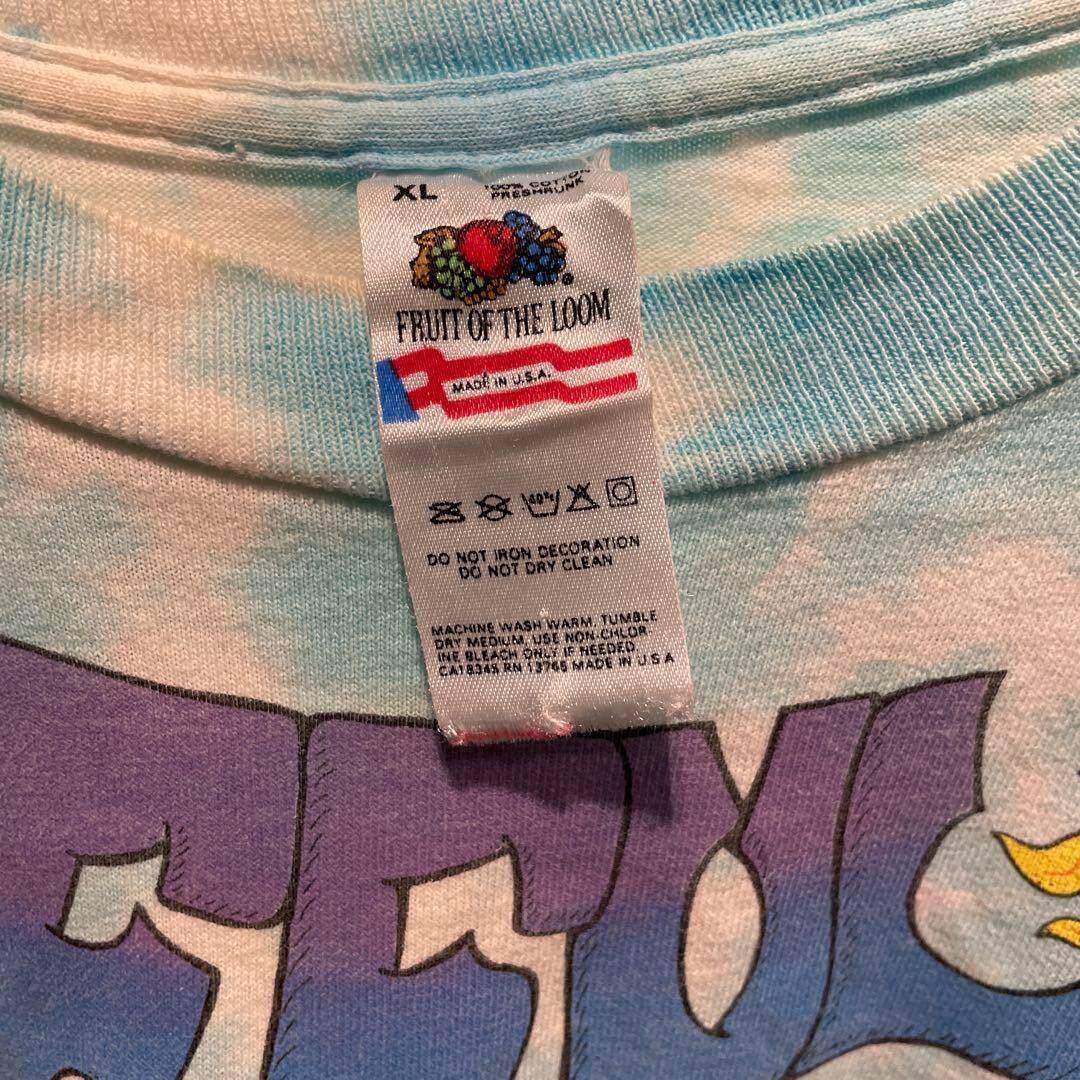 XL
100% COTTON
PRESHRUNK
FRUIT OF THE LOOM
MADE IN U.S.A.
40°
DO NOT IRON DECORATION
DO NOT DRY CLEAN
MACHINE WASH WARM, TUMBLE
DRY MEDIUM, USE NON-CHLOR
INE BLEACH ONLY IF NEEDED.
CA18345 RN 13765 MADE IN U S A